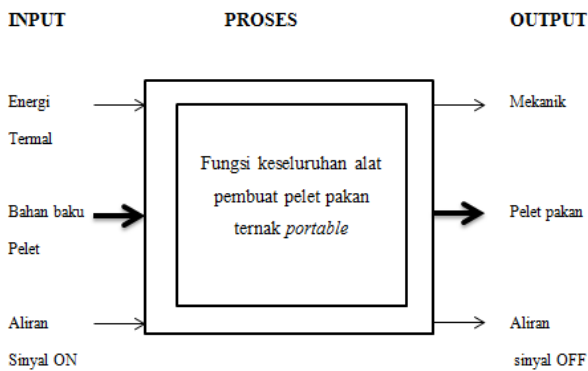 INPUT PROSES OUTPUT
Energi
Termal
Mekanik
Fungsi keseluruhan alat
pembuat pelet pakan
ternak portable
Bahan baku
Pelet
Pelet pakan
Aliran
Sinyal ON
Aliran
sinyal OFF